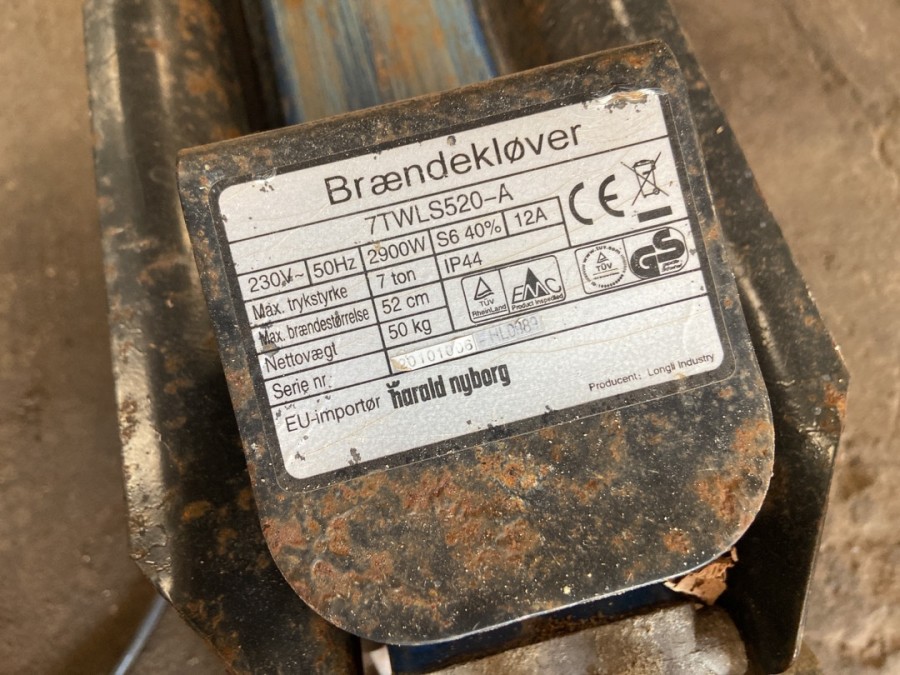 Brændekløver
7TWLS520-A
230V~ 50Hz 2900W S6 40% 12A
CE
Max. trykstyrke 7 ton IP44
Max. brændestørrelse 52 cm
Nettovægt 50 kg
TÜV
RheinLand
EMC
Product Inspected
TÜV
GS
Serie nr.
EU-importør harald nyborg
Producent: Longli Industry